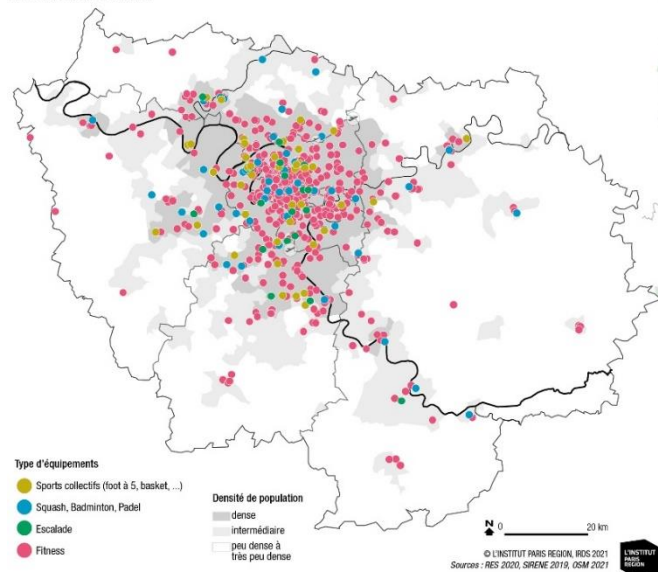 Type d'équipements
Sports collectifs (foot à 5, basket, ...)
Squash, Badminton, Padel
Escalade
Fitness
Densité de population
dense
intermédiaire
peu dense à
très peu dense
N
0 20 km
© L'INSTITUT PARIS REGION, IRDS 2021
Sources : RES 2020, SIRENE 2019, OSM 2021
L'INSTITUT
PARIS
REGION